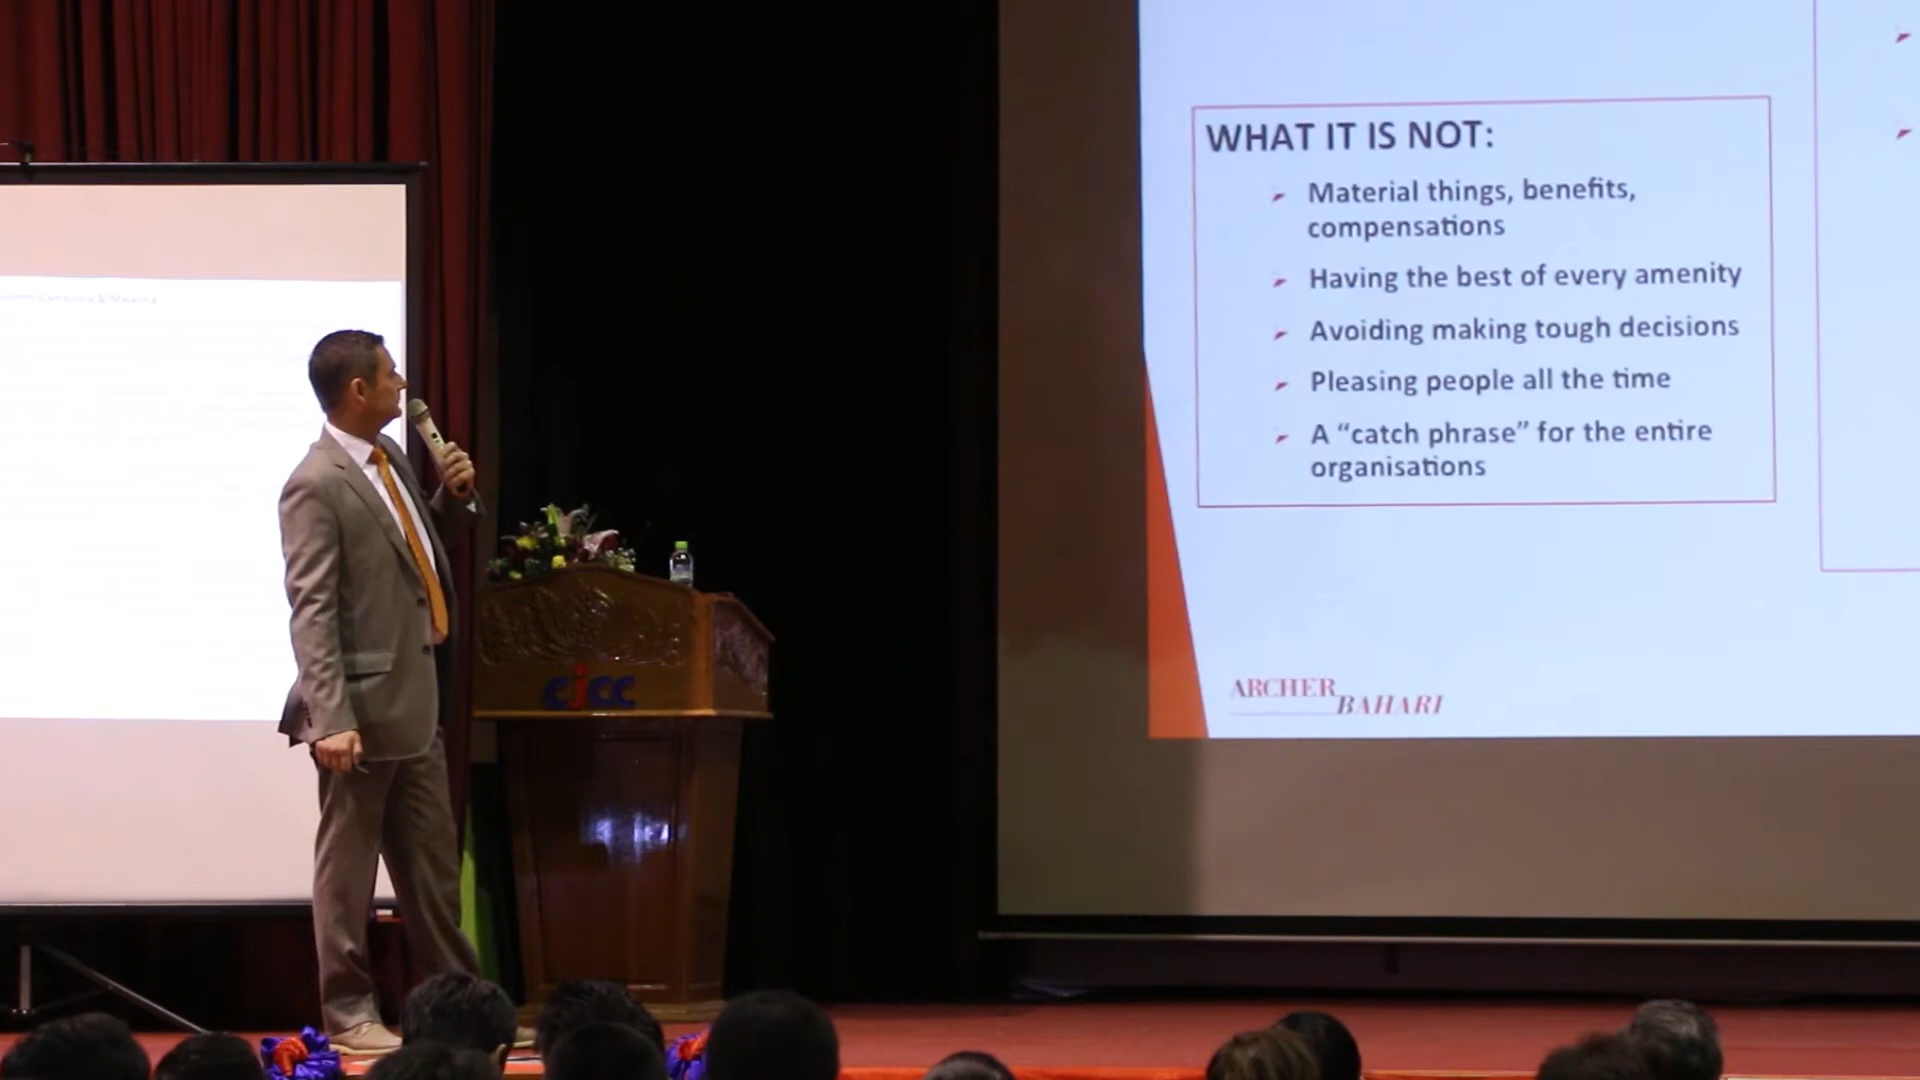 WHAT IT IS NOT:
Material things, benefits,
compensations
Having the best of every amenity
Avoiding making tough decisions
Pleasing people all the time
A “catch phrase” for the entire
organisations
ARCHER
BAHARI
cjcc